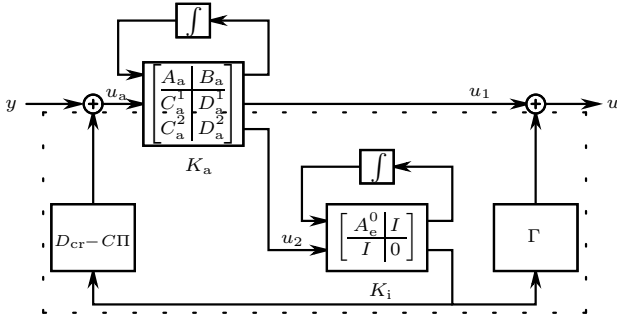 ∫
y
u_a
[ A_a | B_a ]
[ C_a^1 | D_a^1 ]
[ C_a^2 | D_a^2 ]
u_1
u
K_a
∫
D_cr−CΠ
u_2
[ A_e^0 | I ]
[ I | 0 ]
Γ
K_i